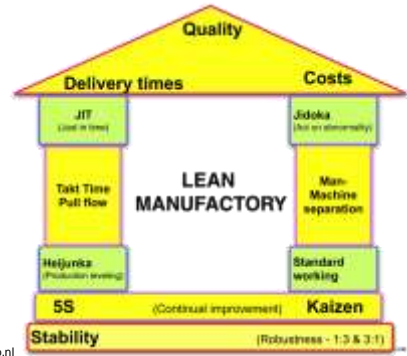 Quality
Delivery times Costs
JIT
(Just in time)
Jidoka
(Act on abnormality)
Takt Time
Pull flow
LEAN
MANUFACTORY
Man-
Machine
separation
Heijunka
(Production leveling)
Standard
working
5S (Continual improvement) Kaizen
Stability (Robustness - 1:3 & 3:1)